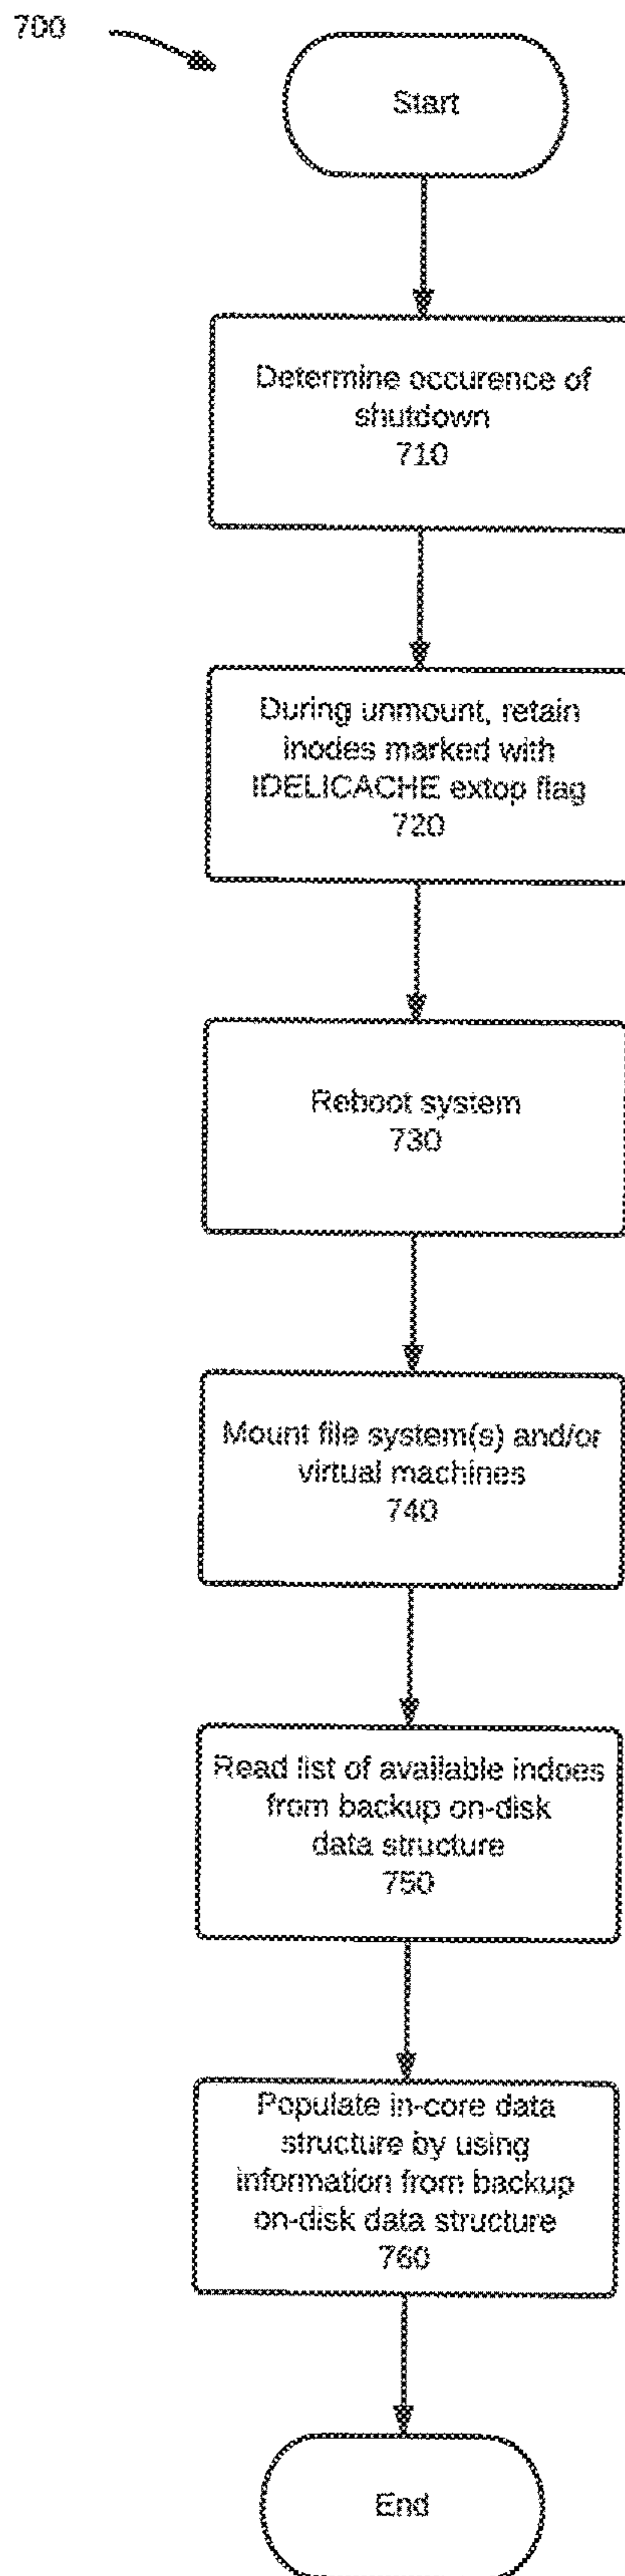 700
Start
Determine occurence of
shutdown
710
During unmount, retain
inodes marked with
IDELICACHE extop flag
720
Reboot system
730
Mount file system(s) and/or
virtual machines
740
Read list of available indoes
from backup on-disk
data structure
750
Populate in-core data
structure by using
information from backup
on-disk data structure
760
End